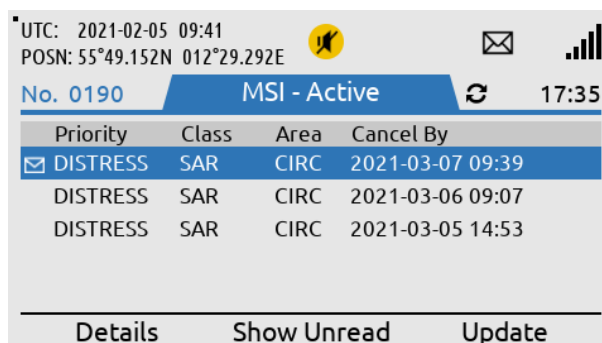 UTC: 2021-02-05 09:41
POSN: 55°49.152N 012°29.292E
No. 0190 MSI - Active 17:35
Priority Class Area Cancel By
DISTRESS SAR CIRC 2021-03-07 09:39
DISTRESS SAR CIRC 2021-03-06 09:07
DISTRESS SAR CIRC 2021-03-05 14:53
Details Show Unread Update